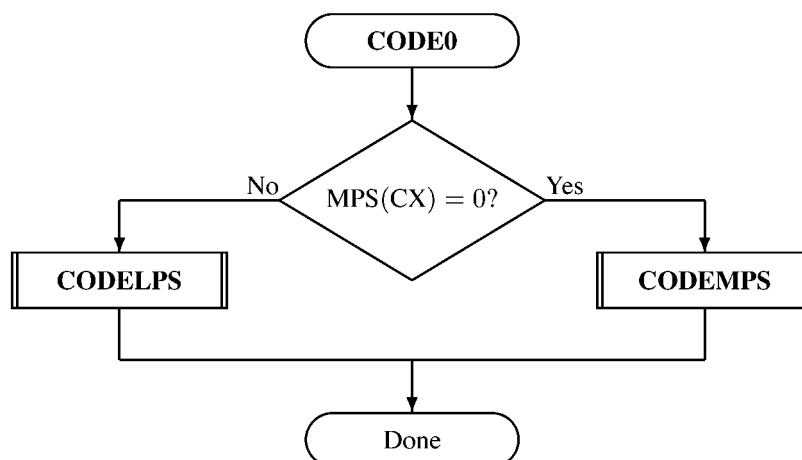 CODE0
MPS(CX) = 0?
No
Yes
CODELPS
CODEMPS
Done